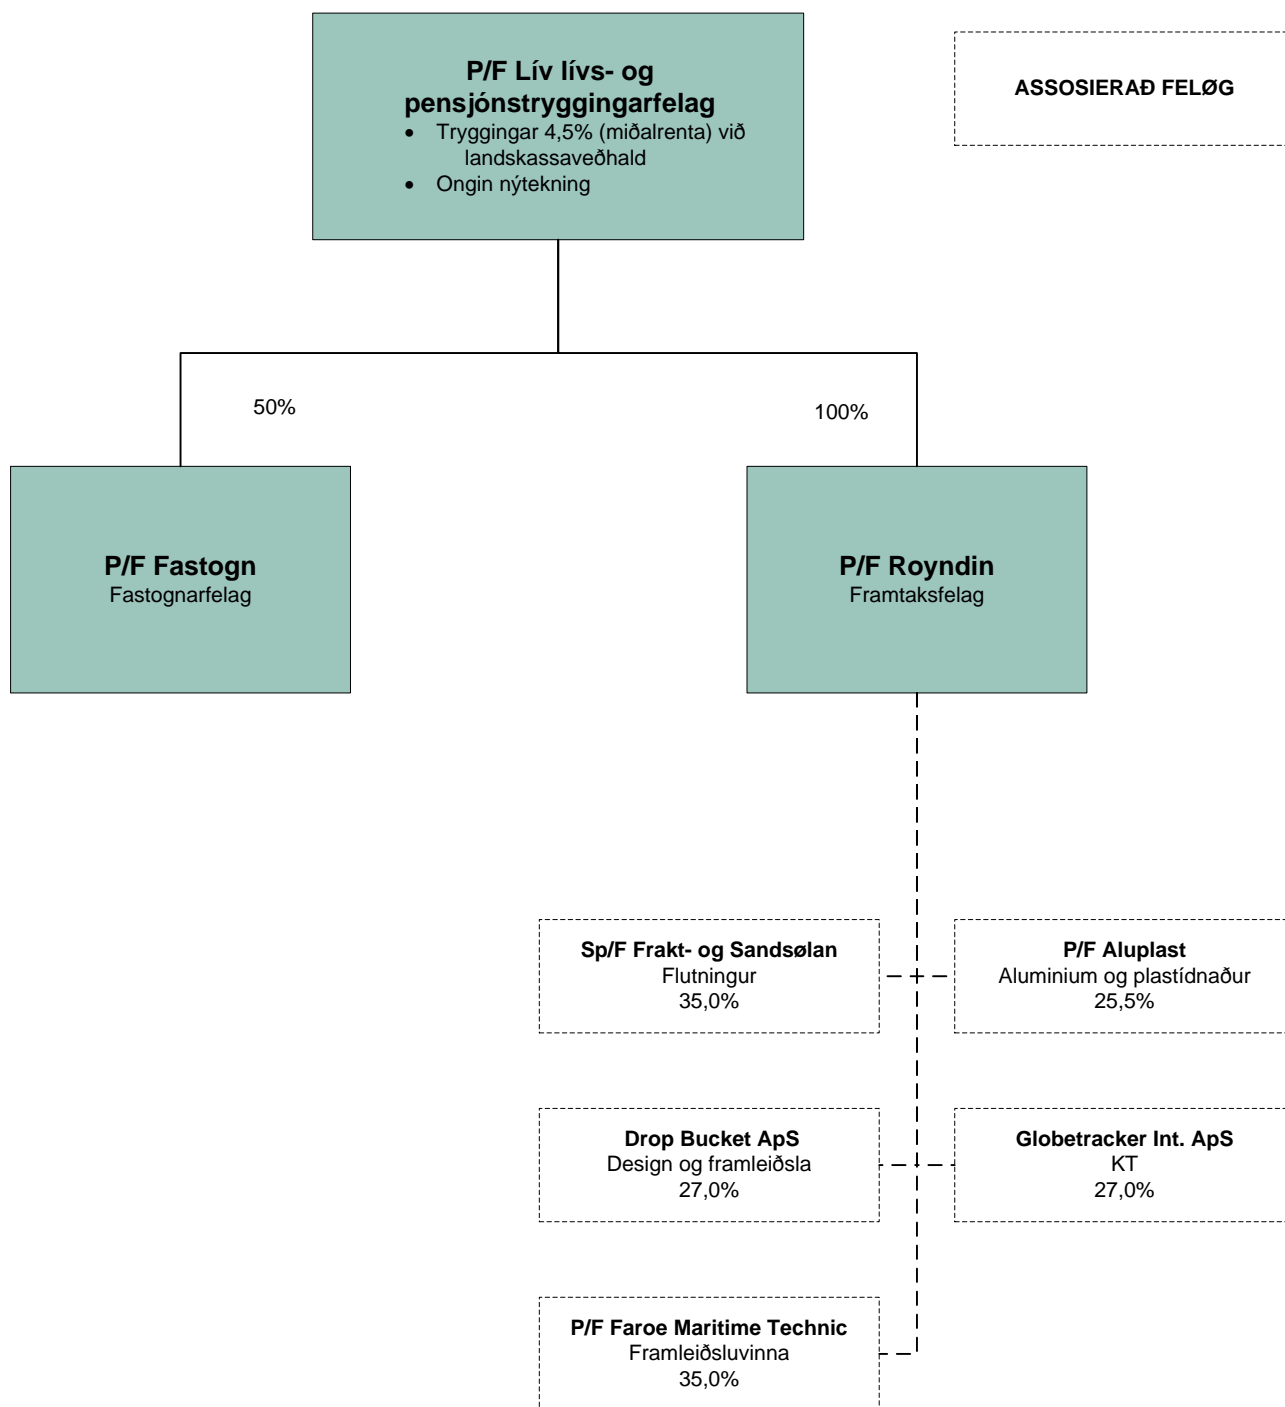 P/F Lív lívs- og
pensjónstryggingarfelag
• Tryggingar 4,5% (miðalrenta) við
landskassaveðhald
• Ongin nýtekning
ASSOSIERAÐ FELØG
50%
100%
P/F Fastogn
Fastognarfelag
P/F Royndin
Framtaksfelag
Sp/F Frakt- og Sandsølan
Flutningur
35,0%
P/F Aluplast
Aluminium og plastídnaður
25,5%
Drop Bucket ApS
Design og framleiðsla
27,0%
Globetracker Int. ApS
KT
27,0%
P/F Faroe Maritime Technic
Framleiðsluvinna
35,0%